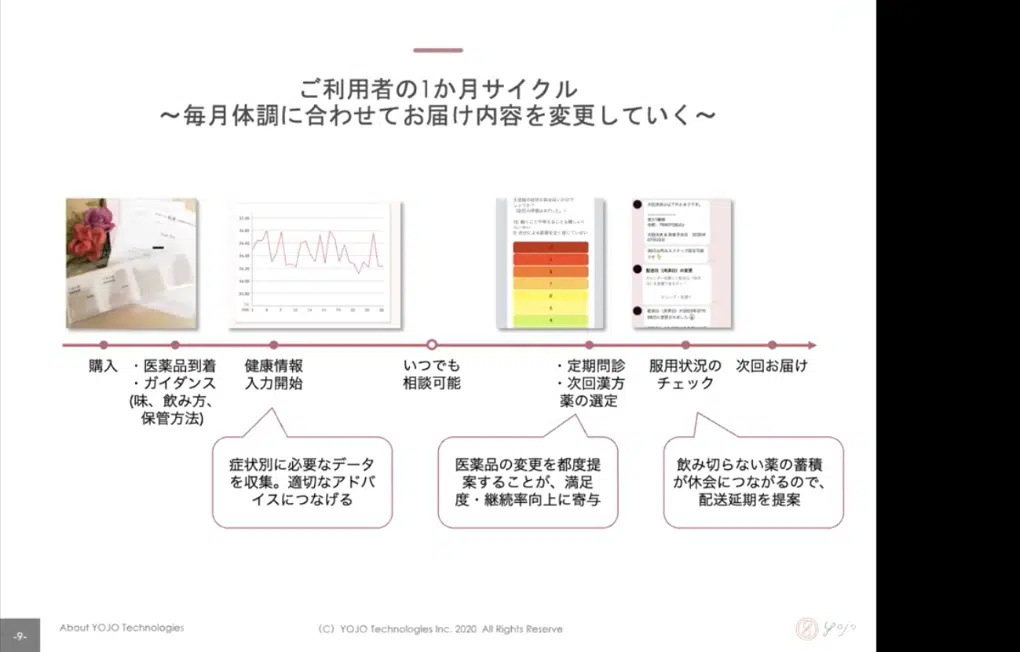 ご利用者の1か月サイクル
〜毎月体調に合わせてお届け内容を変更していく〜
購入
・医薬品到着
・ガイダンス
(味、飲み方、
保管方法)
健康情報
入力開始
いつでも
相談可能
・定期問診
・次回漢方
薬の選定
服用状況の
チェック
次回お届け
症状別に必要なデータ
を収集。適切なアドバ
イスにつなげる
医薬品の変更を都度提
案することが、満足
度・継続率向上に寄与
飲み切らない薬の蓄積
が休会につながるので、
配送延期を提案
-9-
About YOJO Technologies
(C) YOJO Technologies Inc. 2020 All Rights Reserve
yojo